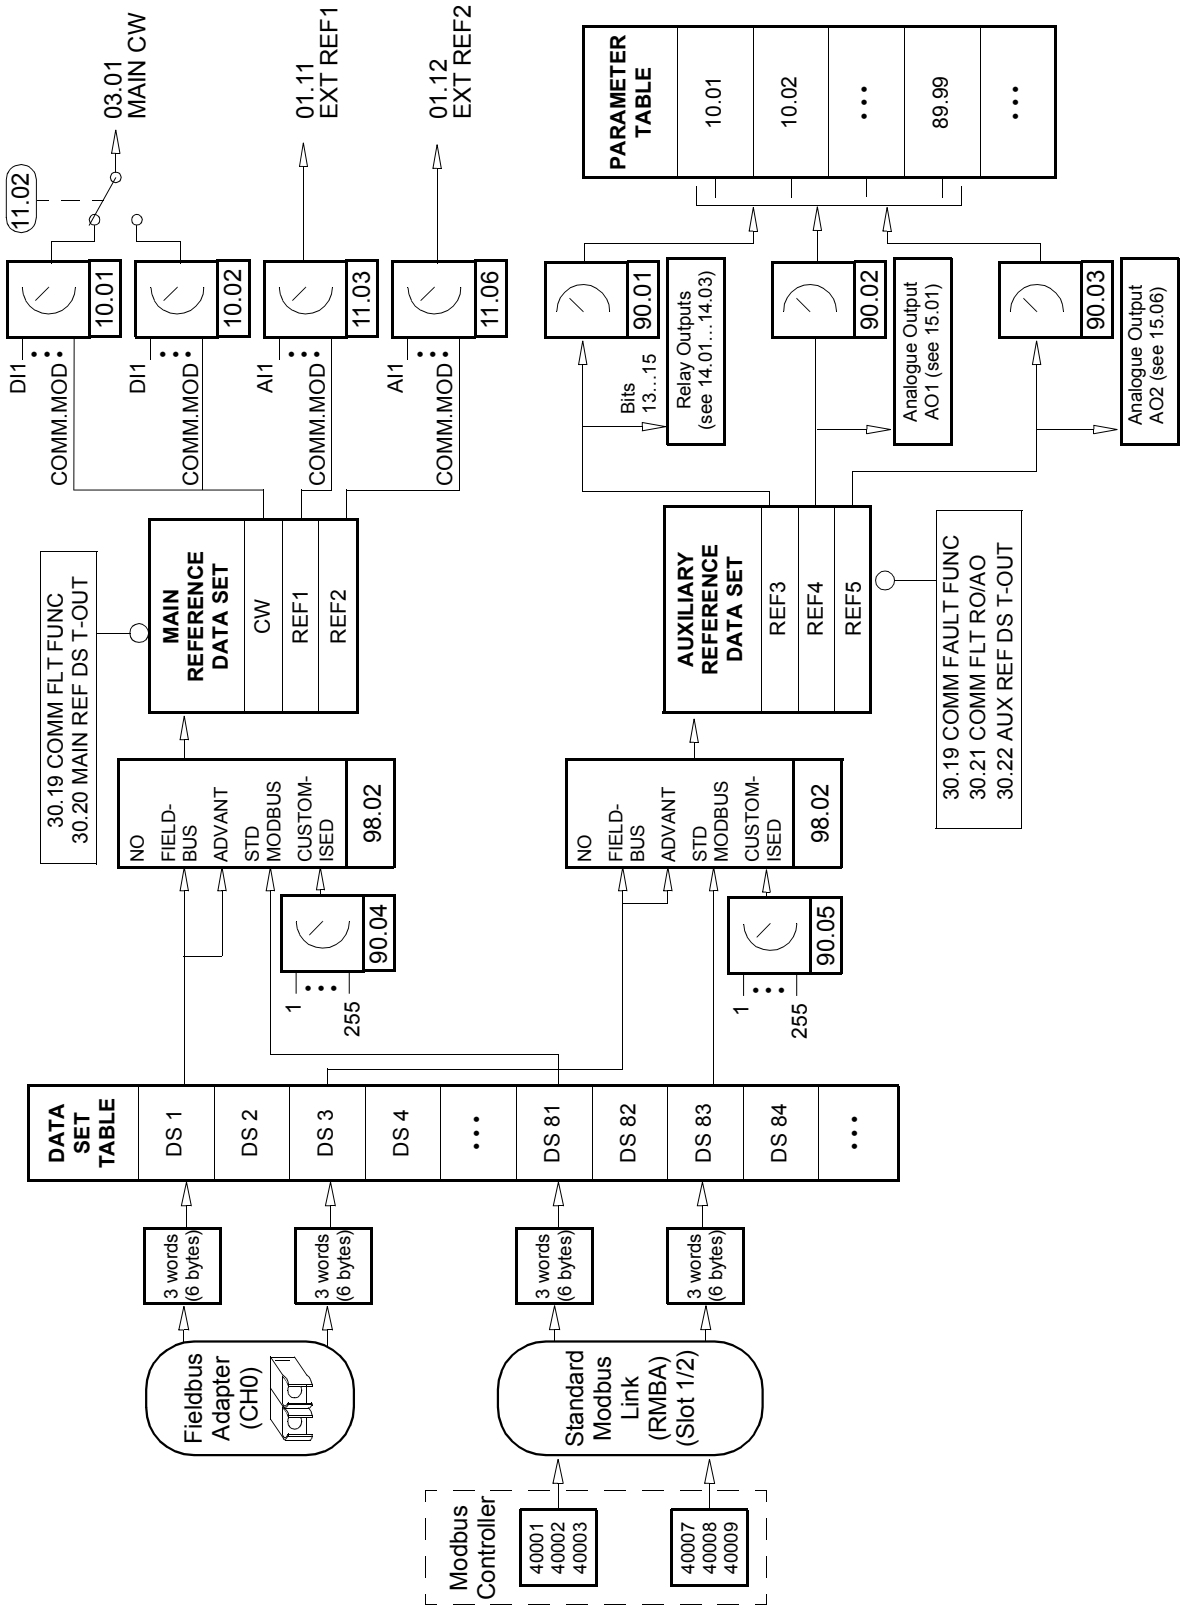 Modbus
Controller
40001
40002
40003
40007
40008
40009
Fieldbus
Adapter
(CH0)
Standard
Modbus
Link
(RMBA)
(Slot 1/2)
3 words
(6 bytes)
3 words
(6 bytes)
3 words
(6 bytes)
3 words
(6 bytes)
DATA
SET
TABLE
DS 1
DS 2
DS 3
DS 4
•••
DS 81
DS 82
DS 83
DS 84
•••
1
•••
255
90.04
1
•••
255
90.05
NO
FIELD-
BUS
ADVANT
STD
MODBUS
CUSTOM-
ISED
98.02
NO
FIELD-
BUS
ADVANT
STD
MODBUS
CUSTOM-
ISED
98.02
30.19 COMM FLT FUNC
30.20 MAIN REF DS T-OUT
MAIN
REFERENCE
DATA SET
CW
REF1
REF2
AUXILIARY
REFERENCE
DATA SET
REF3
REF4
REF5
30.19 COMM FAULT FUNC
30.21 COMM FLT RO/AO
30.22 AUX REF DS T-OUT
DI1
•••
COMM.MOD
10.01
DI1
•••
COMM.MOD
10.02
AI1
•••
COMM.MOD
11.03
AI1
•••
COMM.MOD
11.06
11.02
03.01
MAIN CW
01.11
EXT REF1
01.12
EXT REF2
Bits
13...15
Relay Outputs
(see 14.01...14.03)
90.01
Analogue Output
AO1 (see 15.01)
90.02
Analogue Output
AO2 (see 15.06)
90.03
PARAMETER
TABLE
10.01
10.02
•••
89.99
•••